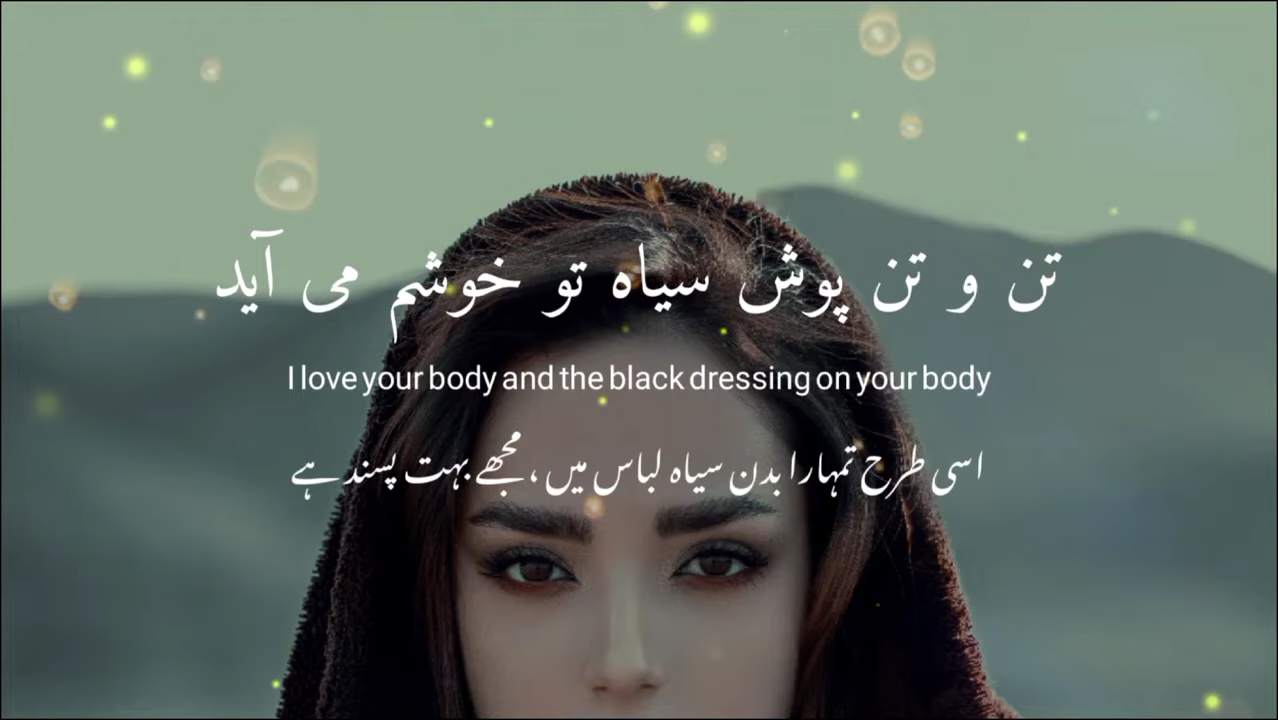 تن و تن پوش سیاه تو خوشم می آید
I love your body and the black dressing on your body
اسی طرح تمہارا بدن سیاہ لباس میں ، مجھے بہت پسند ہے